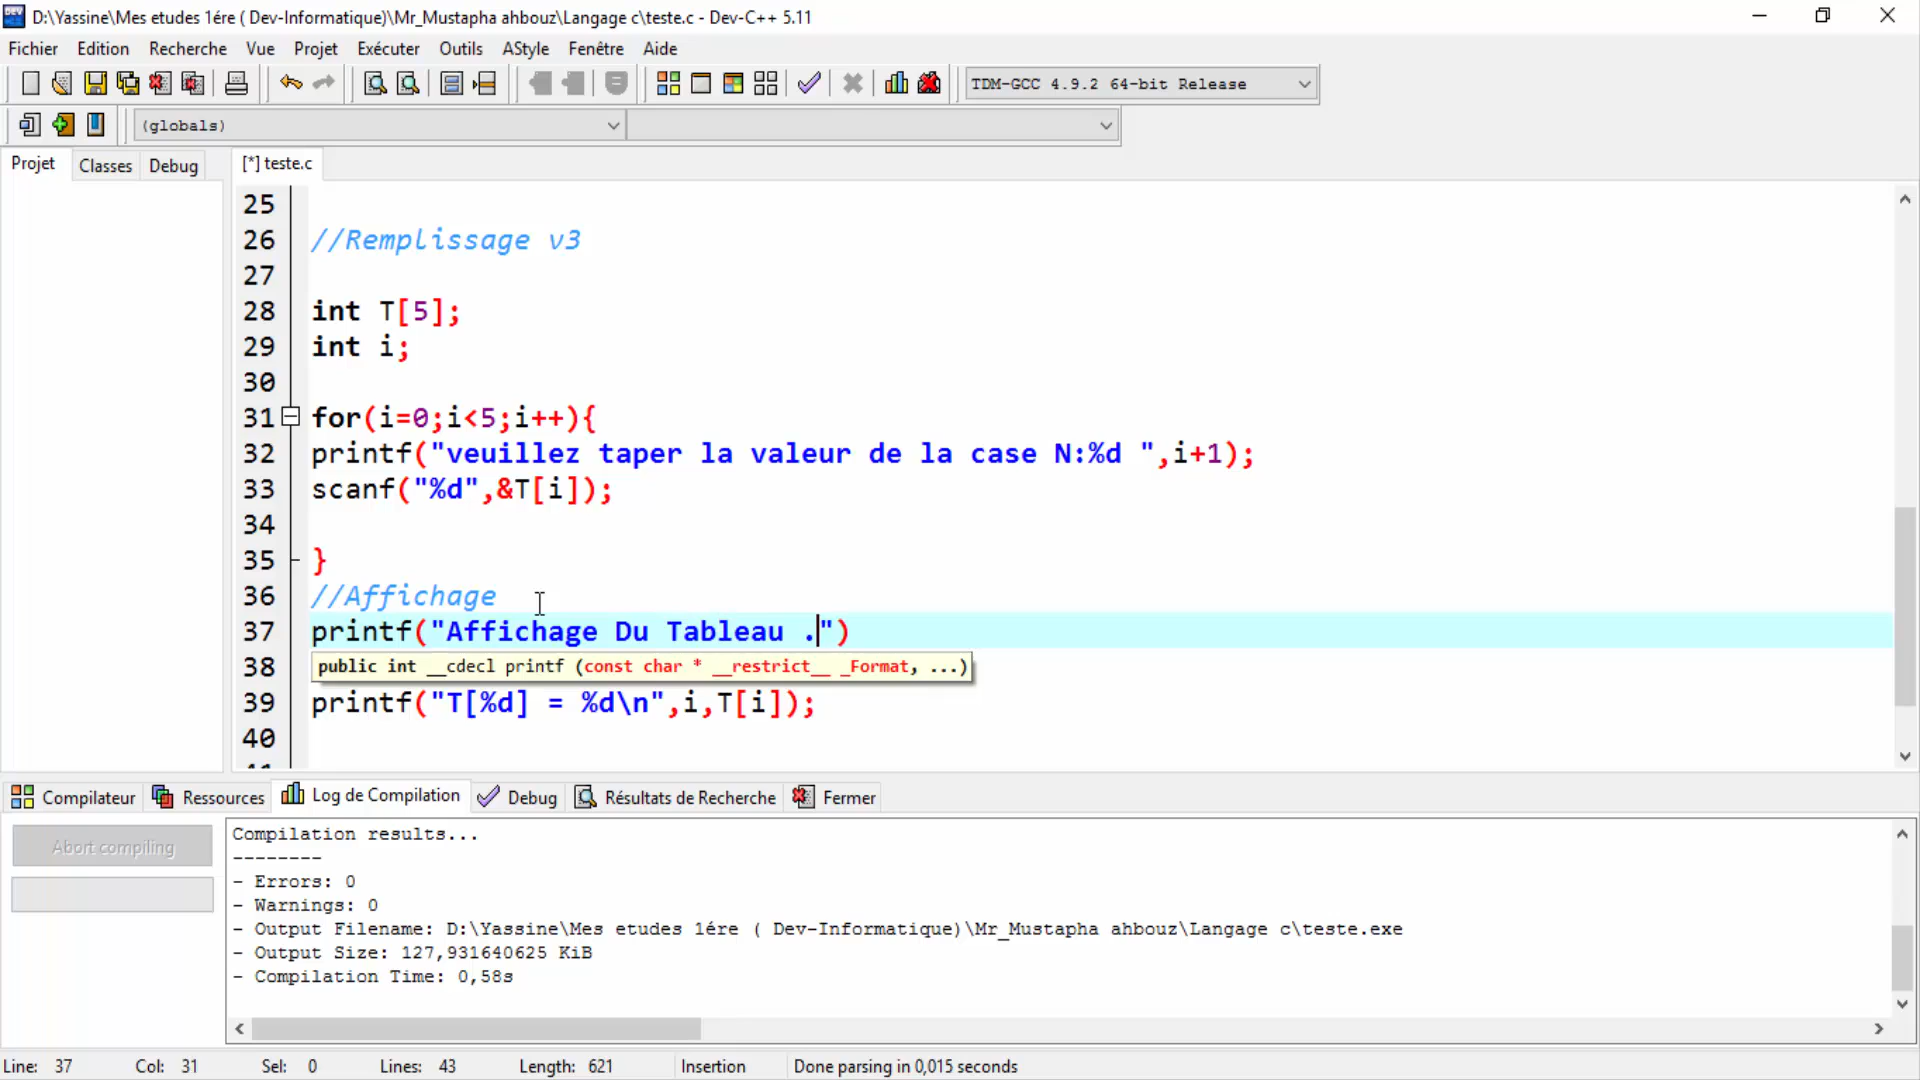 D:\Yassine\Mes etudes 1ére ( Dev-Informatique)\Mr_Mustapha ahbouz\Langage c\teste.c - Dev-C++ 5.11
Fichier Edition Recherche Vue Projet Exécuter Outils AStyle Fenêtre Aide
TDM-GCC 4.9.2 64-bit Release
(globals)
Projet Classes Debug [*] teste.c
25
26 //Remplissage v3
27
28 int T[5];
29 int i;
30
31 for(i=0;i<5;i++){
32 printf("veuillez taper la valeur de la case N:%d ",i+1);
33 scanf("%d",&T[i]);
34
35 }
36 //Affichage
37 printf("Affichage Du Tableau .")
38 public int __cdecl printf (const char * __restrict__ _Format, ...)
39 printf("T[%d] = %d\n",i,T[i]);
40
Compilateur Ressources Log de Compilation Debug Résultats de Recherche Fermer
Abort compiling
Compilation results...
--------
- Errors: 0
- Warnings: 0
- Output Filename: D:\Yassine\Mes etudes 1ére ( Dev-Informatique)\Mr_Mustapha ahbouz\Langage c\teste.exe
- Output Size: 127,931640625 KiB
- Compilation Time: 0,58s
Line: 37 Col: 31 Sel: 0 Lines: 43 Length: 621 Insertion Done parsing in 0,015 seconds